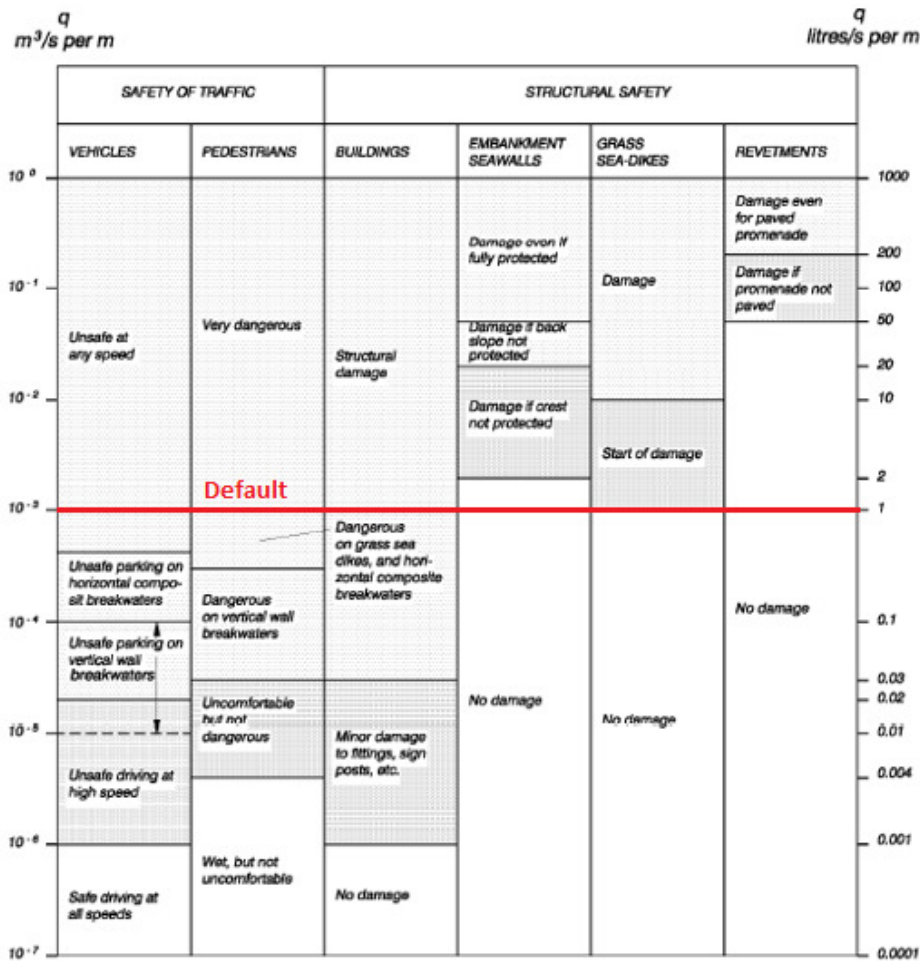 q
m³/s per m
q
litres/s per m
SAFETY OF TRAFFIC
STRUCTURAL SAFETY
VEHICLES
PEDESTRIANS
BUILDINGS
EMBANKMENT
SEAWALLS
GRASS
SEA-DIKES
REVETMENTS
10⁰
10⁻¹
10⁻²
10⁻³
10⁻⁴
10⁻⁵
10⁻⁶
10⁻⁷
Unsafe at
any speed
Unsafe parking on
horizontal compo-
sit breakwaters
Unsafe parking on
vertical wall
breakwaters
Unsafe driving at
high speed
Safe driving at
all speeds
Very dangerous
Default
Dangerous
on vertical wall
breakwaters
Uncomfortable
but not
dangerous
Wet, but not
uncomfortable
Structural
damage
Dangerous
on grass sea
dikes, and hori-
zontal composite
breakwaters
Minor damage
to fittings, sign
posts, etc.
No damage
Damage even if
fully protected
Damage if back
slope not
protected
Damage if crest
not protected
No damage
Damage
Start of damage
No damage
Damage even
for paved
promenade
Damage if
promenade not
paved
No damage
1000
200
100
50
20
10
2
1
0.1
0.03
0.02
0.01
0.004
0.001
0.0001